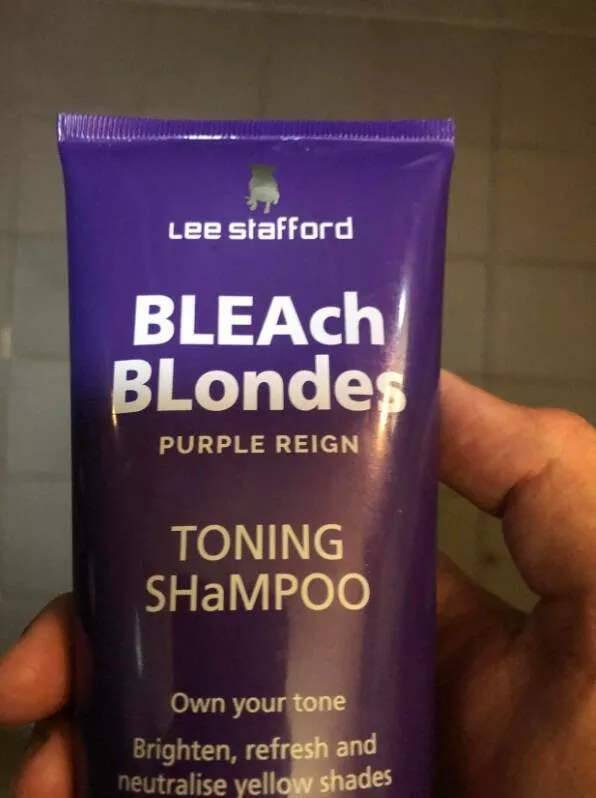 Lee stafford
BLEAch
BLondes
PURPLE REIGN
TONING
SHaMPOO
Own your tone
Brighten, refresh and
neutralise yellow shades